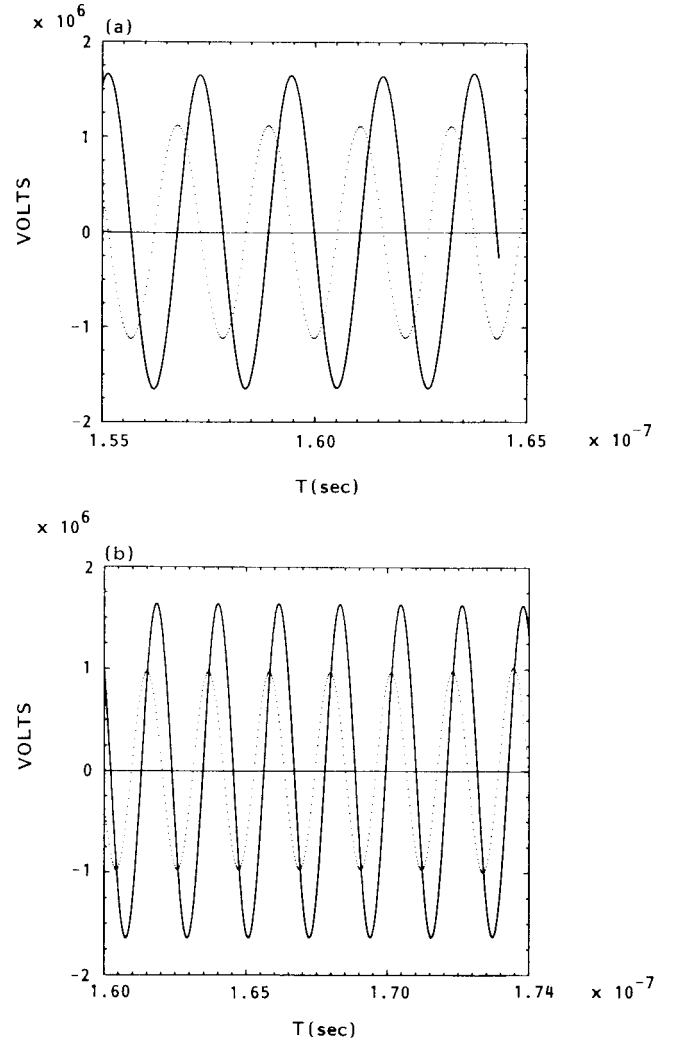 x 10^6
(a)
2
1
0
-1
-2
VOLTS
1.55
1.60
1.65
x 10^-7
T(sec)
x 10^6
(b)
2
1
0
-1
-2
VOLTS
1.60
1.65
1.70
1.74
x 10^-7
T(sec)